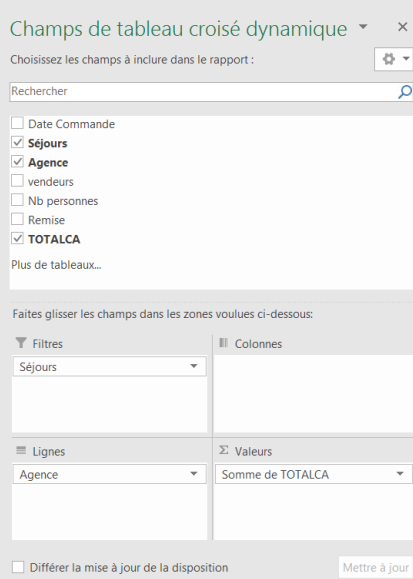 Champs de tableau croisé dynamique
Choisissez les champs à inclure dans le rapport :
Rechercher
Date Commande
Séjours
Agence
vendeurs
Nb personnes
Remise
TOTALCA
Plus de tableaux...
Faites glisser les champs dans les zones voulues ci-dessous:
Filtres
Colonnes
Séjours
Lignes
Σ Valeurs
Agence
Somme de TOTALCA
Différer la mise à jour de la disposition
Mettre à jour